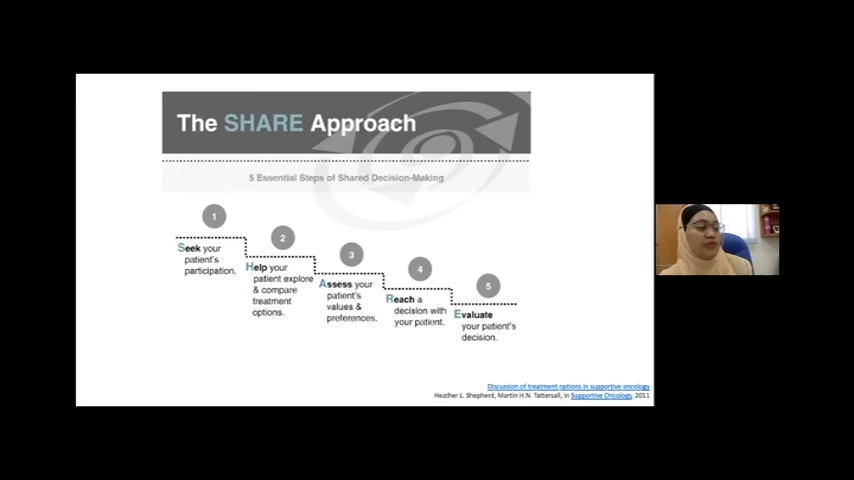 The SHARE Approach
5 Essential Steps of Shared Decision-Making
1
Seek your
patient's
participation.
2
Help your
patient explore
& compare
treatment
options.
3
Assess your
patient's
values &
preferences.
4
Reach a
decision with
your patient.
5
Evaluate
your patient's
decision.
Discussion of treatment options in supportive oncology
Heather L. Shepherd, Martin H.N. Tattersall, in Supportive Oncology, 2011